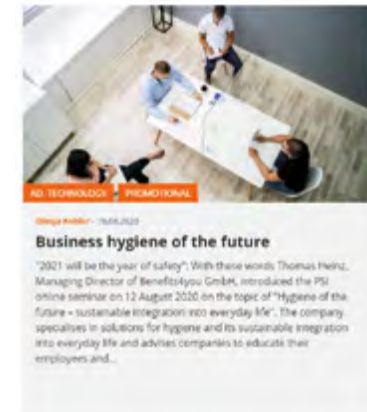 AD. TECHNOLOGY PROMOTIONAL
Business hygiene of the future
"2021 will be the year of safety": With these words Thomas Heinz,
Managing Director of Benefits4you GmbH, introduced the PSI
online seminar on 12 August 2020 on the topic of "Hygiene of the
future – sustainable integration into everyday life". The company
specialises in solutions for hygiene and its sustainable integration
into everyday life and advises companies to educate their
employees and...